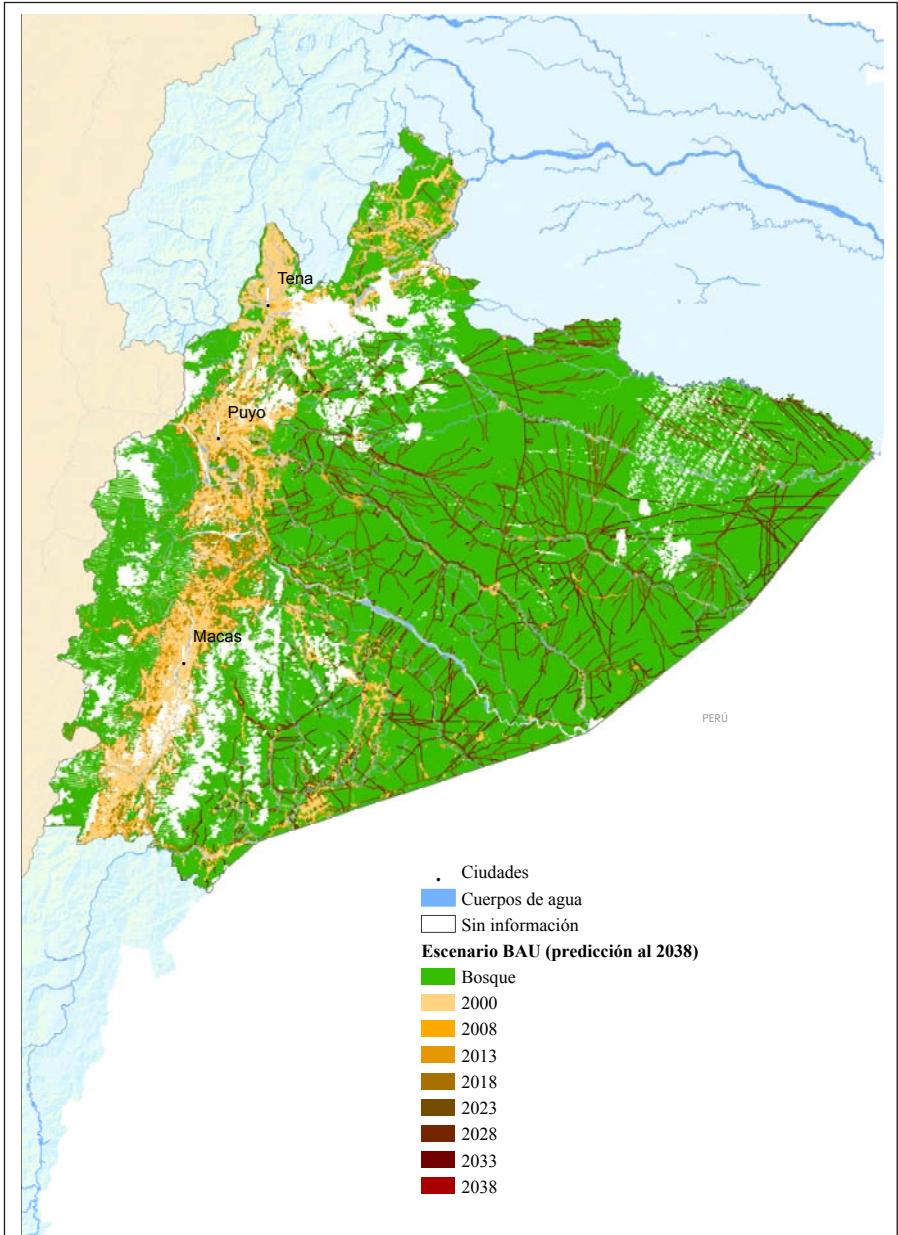 Tena
Puyo
Macas
PERÚ
Ciudades
Cuerpos de agua
Sin información
Escenario BAU (predicción al 2038)
Bosque
2000
2008
2013
2018
2023
2028
2033
2038